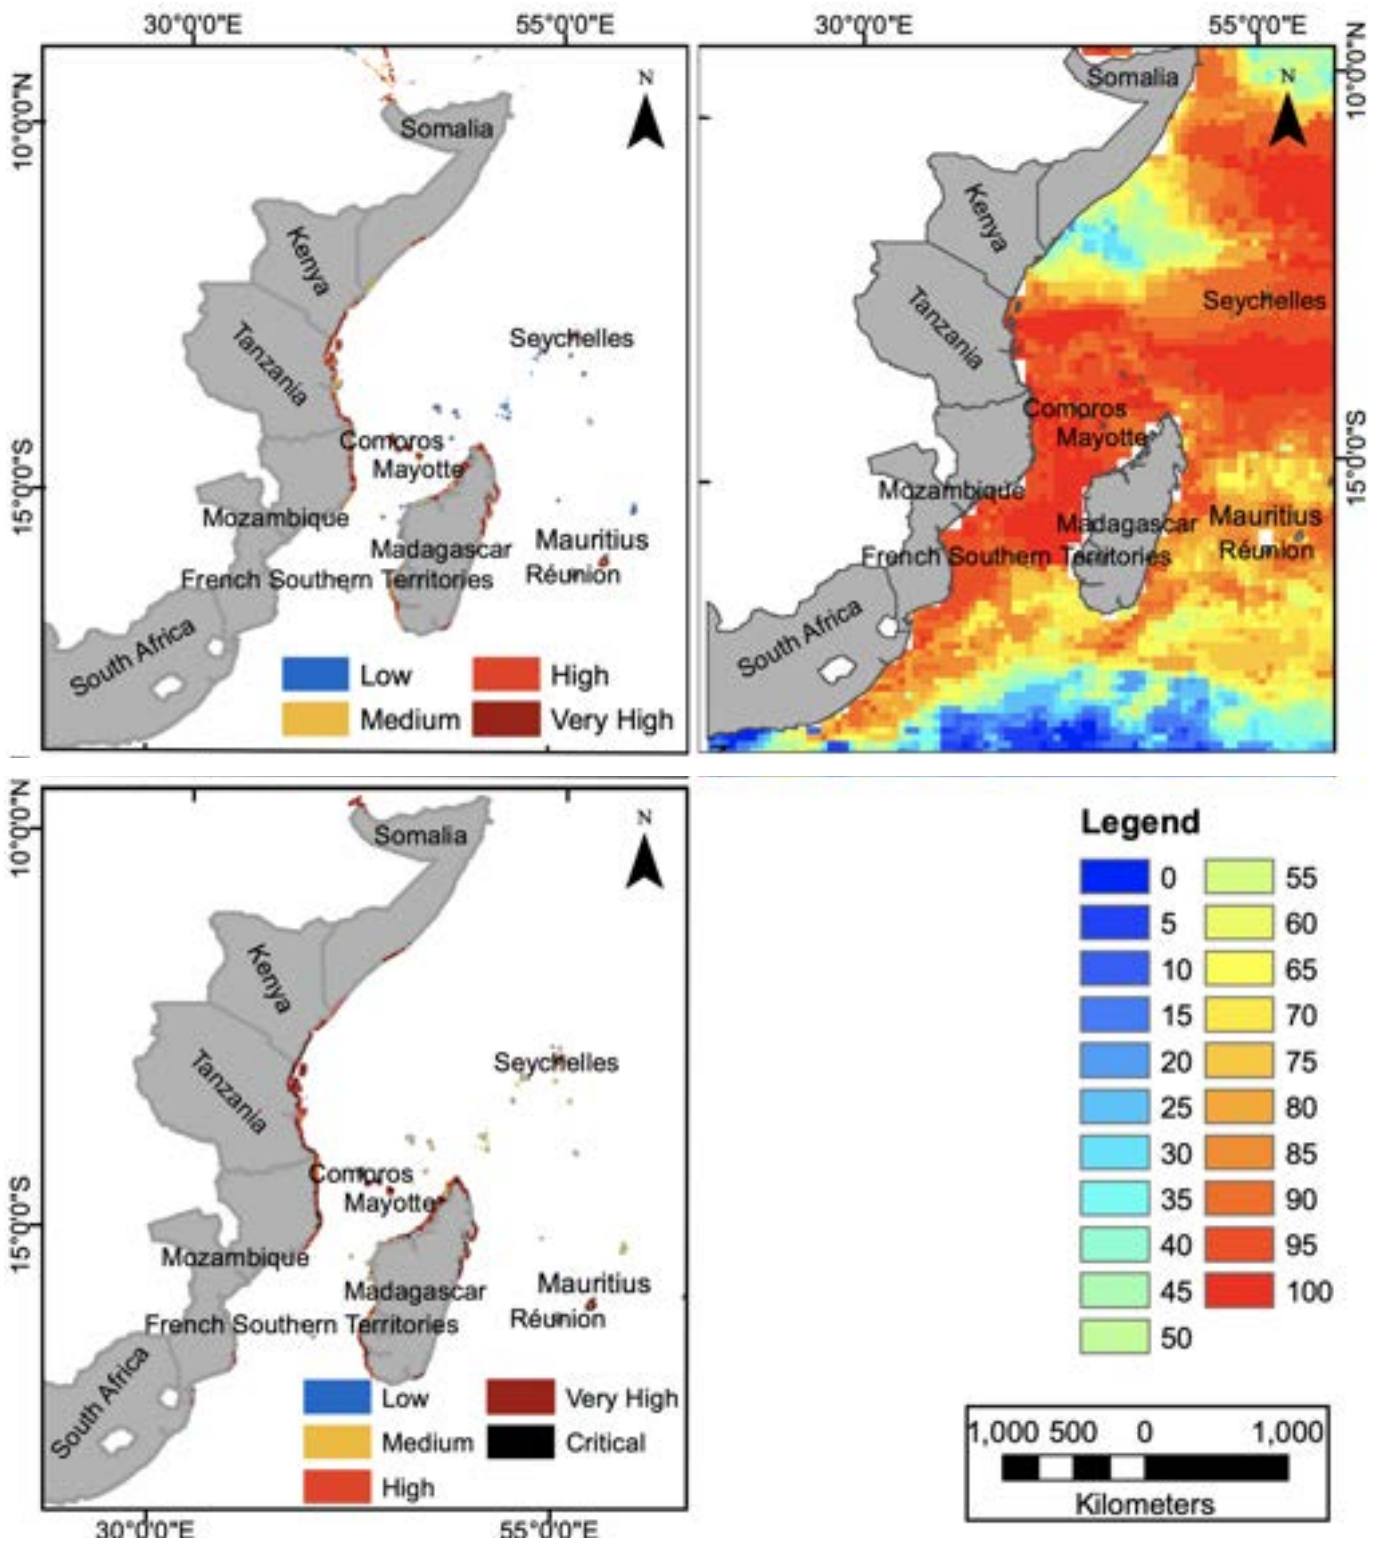 30°0'0"E
55°0'0"E
30°0'0"E
55°0'0"E
10°0'0"N
15°0'0"S
N
Somalia
Kenya
Tanzania
Seychelles
Comoros
Mayotte
Mozambique
Madagascar
Mauritius
Réunion
French Southern Territories
South Africa
Low
High
Medium
Very High
N
10°0'0"N
15°0'0"S
Somalia
Kenya
Tanzania
Seychelles
Comoros
Mayotte
Mozambique
Madagascar
Mauritius
Réunion
French Southern Territories
South Africa
10°0'0"N
15°0'0"S
N
Somalia
Kenya
Tanzania
Seychelles
Comoros
Mayotte
Mozambique
Madagascar
Mauritius
Réunion
French Southern Territories
South Africa
Low
Very High
Medium
Critical
High
30°0'0"E
55°0'0"E
Legend
0
55
5
60
10
65
15
70
20
75
25
80
30
85
35
90
40
95
45
100
50
1,000 500 0 1,000
Kilometers